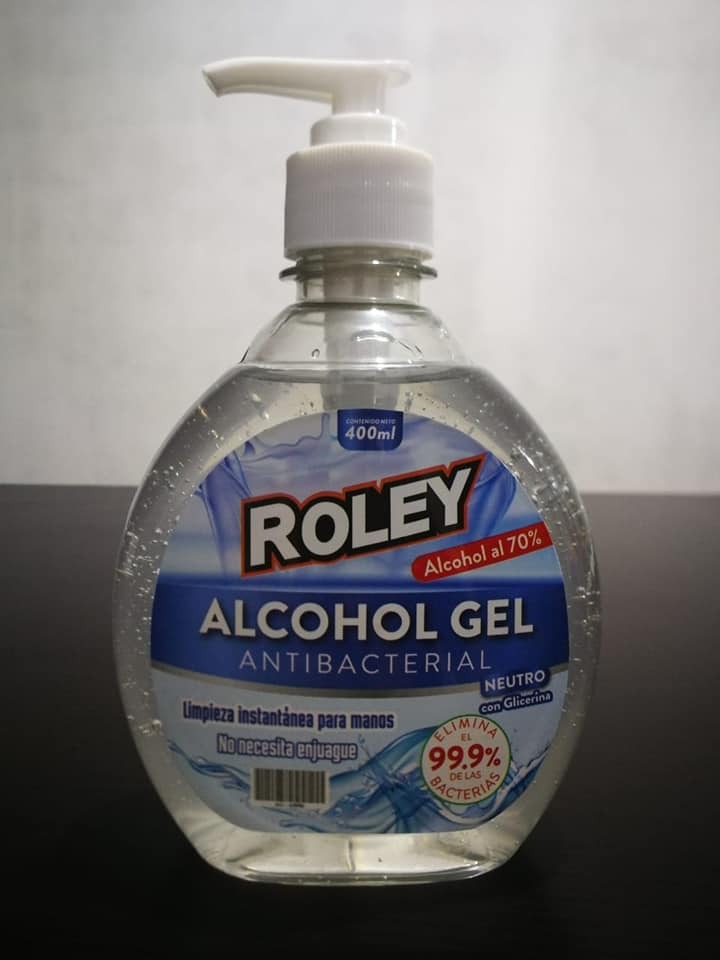 CONTENIDO NETO
400ml
ROLEY
Alcohol al 70%
ALCOHOL GEL
ANTIBACTERIAL
NEUTRO
con Glicerina
Limpieza instantánea para manos
No necesita enjuague
ELIMINA
EL
99.9%
DE LAS
BACTERIAS